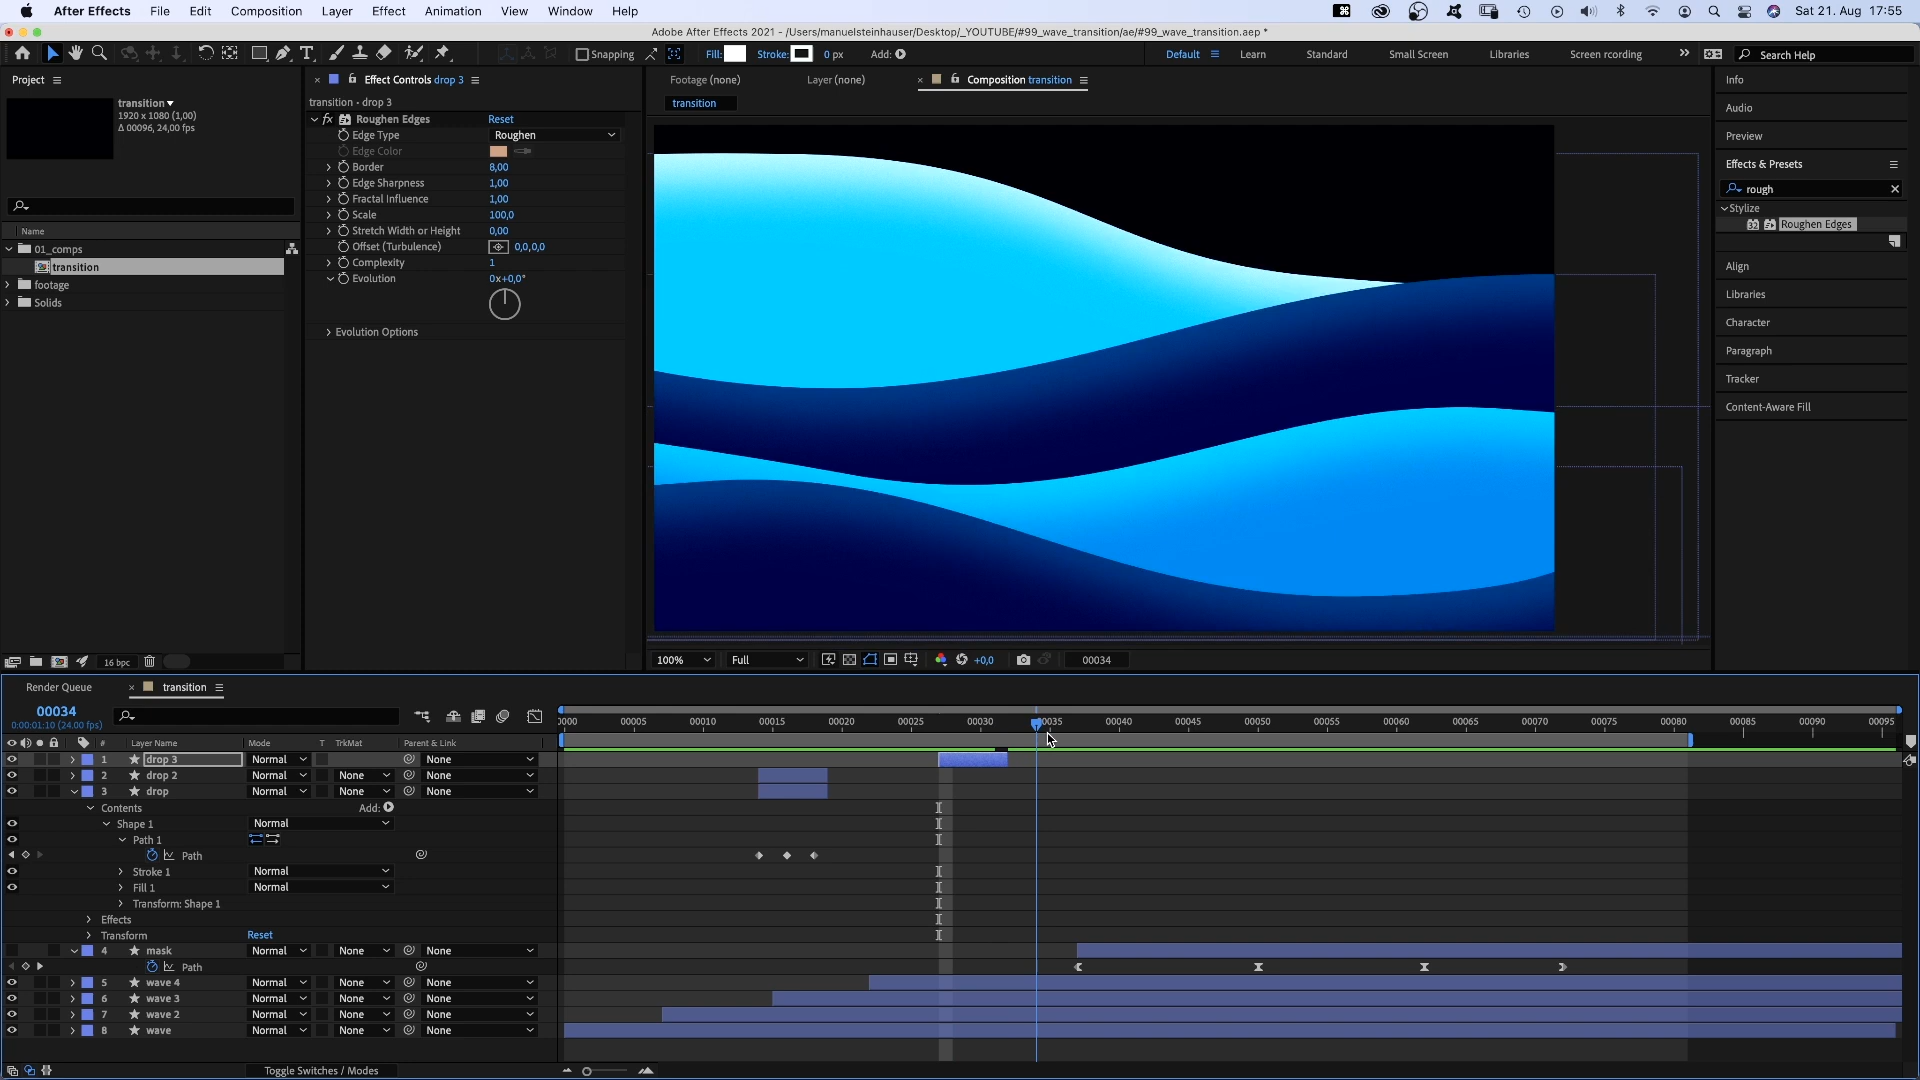 After Effects File Edit Composition Layer Effect Animation View Window Help Sat 21. Aug 17:55
Adobe After Effects 2021 - /Users/manuelsteinhauser/Desktop/_YOUTUBE/#99_wave_transition/ae/#99_wave_transition.aep *
Snapping Fill: Stroke: 0 px Add: Default Learn Standard Small Screen Libraries Screen rcording Search Help
Project
Effect Controls drop 3
Footage (none) Layer (none) Composition transition
Info
transition
1920 x 1080 (1,00)
Δ 00096, 24,00 fps
transition • drop 3
transition
Audio
Roughen Edges Reset
Edge Type Roughen
Edge Color
Border 8,00
Edge Sharpness 1,00
Fractal Influence 1,00
Scale 100,0
Stretch Width or Height 0,00
Offset (Turbulence) 0,0,0,0
Complexity 1
Evolution 0x+0,0°
Evolution Options
Preview
Effects & Presets
rough
Stylize
32 Roughen Edges
Align
Libraries
Character
Paragraph
Tracker
Content-Aware Fill
Name
01_comps
transition
footage
Solids
16 bpc
100% Full +0,0 00034
Render Queue transition
00034
0:00:01:10 (24.00 fps)
0000 00005 00010 00015 00020 00025 00030 00035 00040 00045 00050 00055 00060 00065 00070 00075 00080 00085 00090 00095
# Layer Name Mode T TrkMat Parent & Link
1 drop 3 Normal None
2 drop 2 Normal None None
3 drop Normal None None
Contents Add:
Shape 1 Normal
Path 1
Path
Stroke 1 Normal
Fill 1 Normal
Transform: Shape 1
Effects
Transform Reset
4 mask Normal None None
Path
5 wave 4 Normal None None
6 wave 3 Normal None None
7 wave 2 Normal None None
8 wave Normal None None
Toggle Switches / Modes